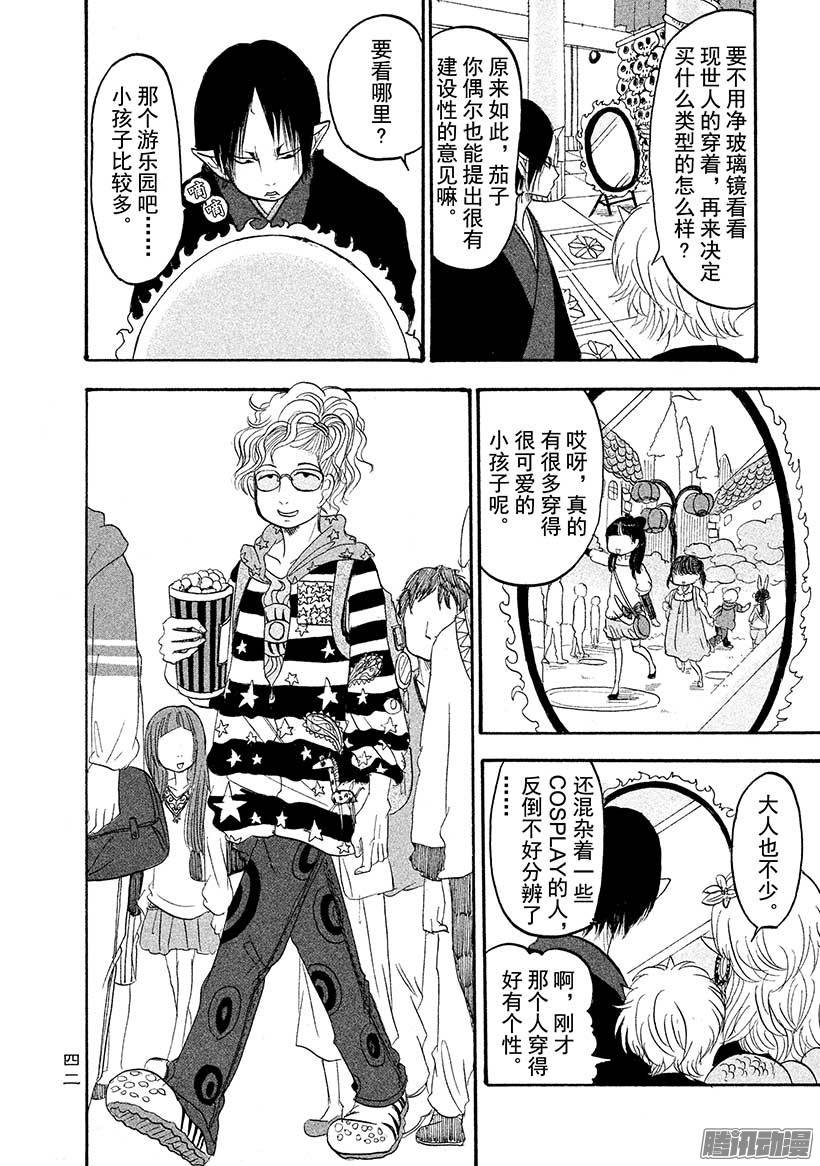 要不用净玻璃镜看看
现世人的穿着，再来决定
买什么类型的怎么样？
原来如此，茄子
你偶尔也能提出很有
建设性的意见嘛。
要看哪里？
那个游乐园吧……
小孩子比较多。
嘀
嘀
哎呀，真的
有很多穿得
很可爱的
小孩子呢。
大人也不少。
还混杂着一些
COSPLAY的人，
反倒不好分辨了
……
啊，刚才
那个人穿得
好有个性。
四二
腾讯动漫